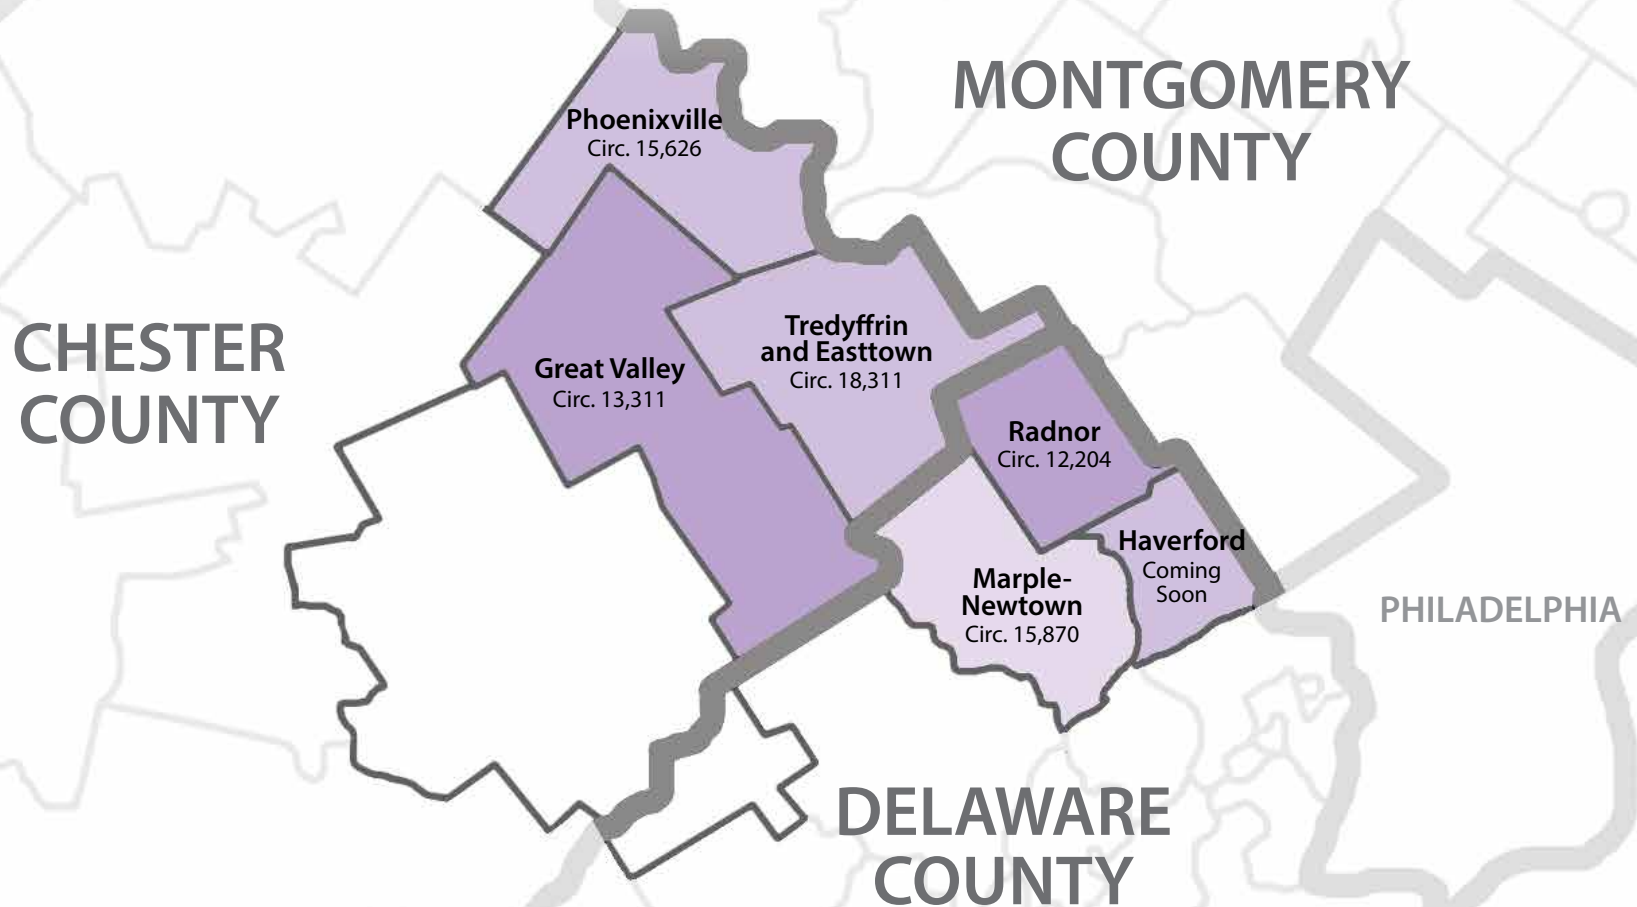 MONTGOMERY
COUNTY
Phoenixville
Circ. 15,626
CHESTER
COUNTY
Great Valley
Circ. 13,311
Tredyffrin
and Easttown
Circ. 18,311
Radnor
Circ. 12,204
Haverford
Coming
Soon
Marple-
Newtown
Circ. 15,870
PHILADELPHIA
DELAWARE
COUNTY